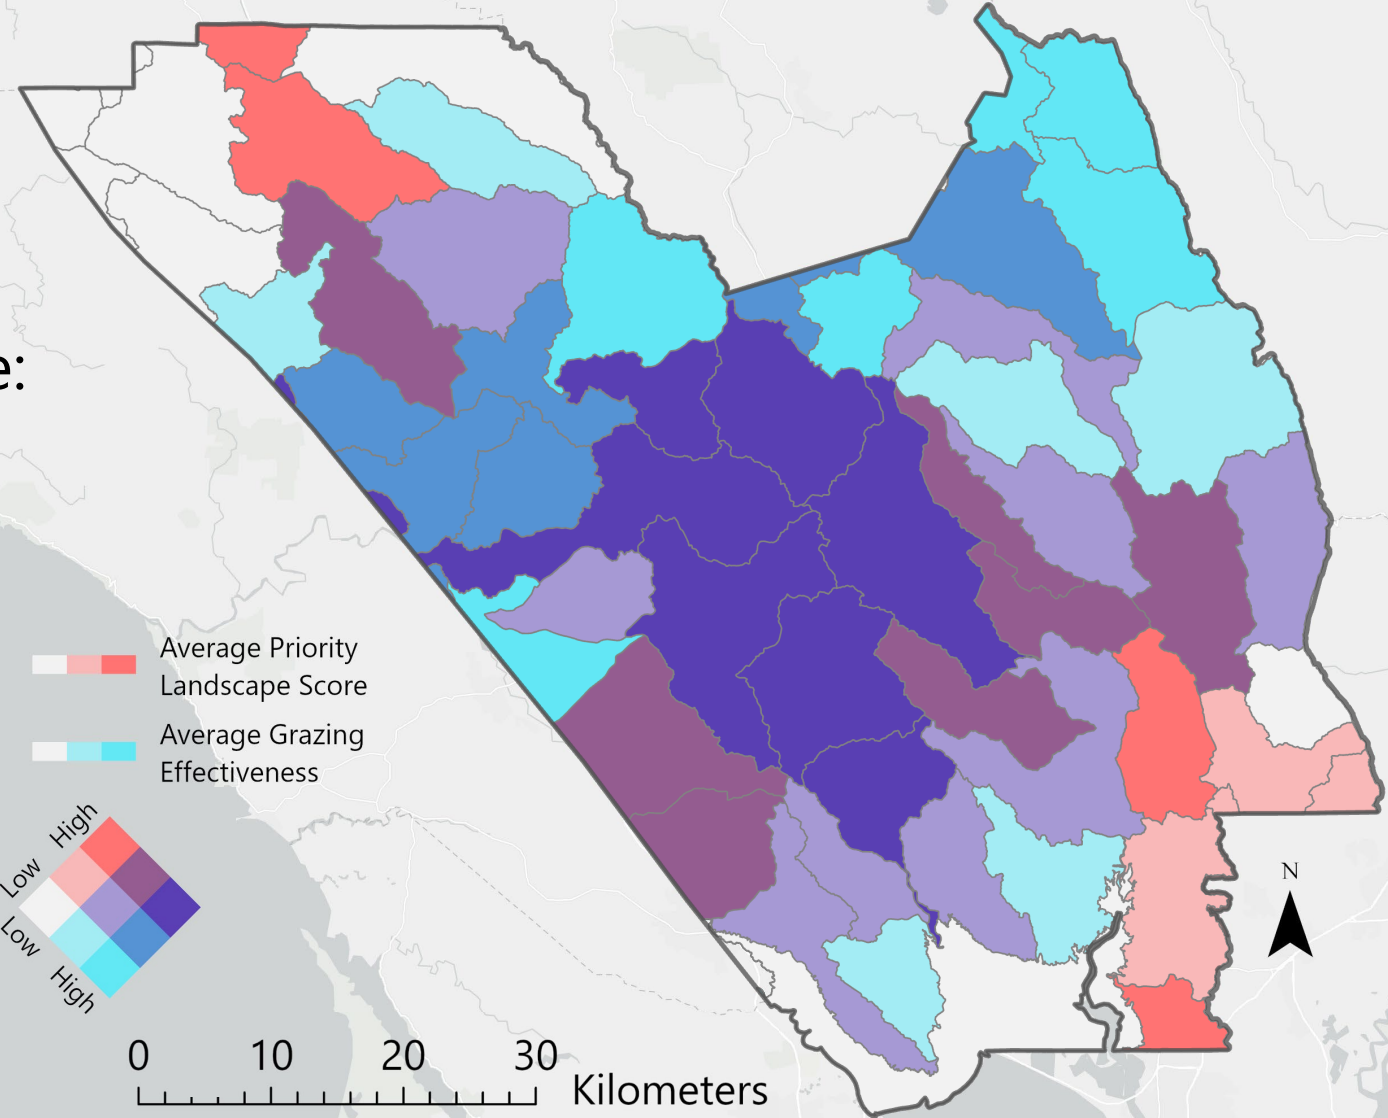 e:
Average Priority
Landscape Score
Average Grazing
Effectiveness
High
Low
Low
High
N
0 10 20 30
Kilometers